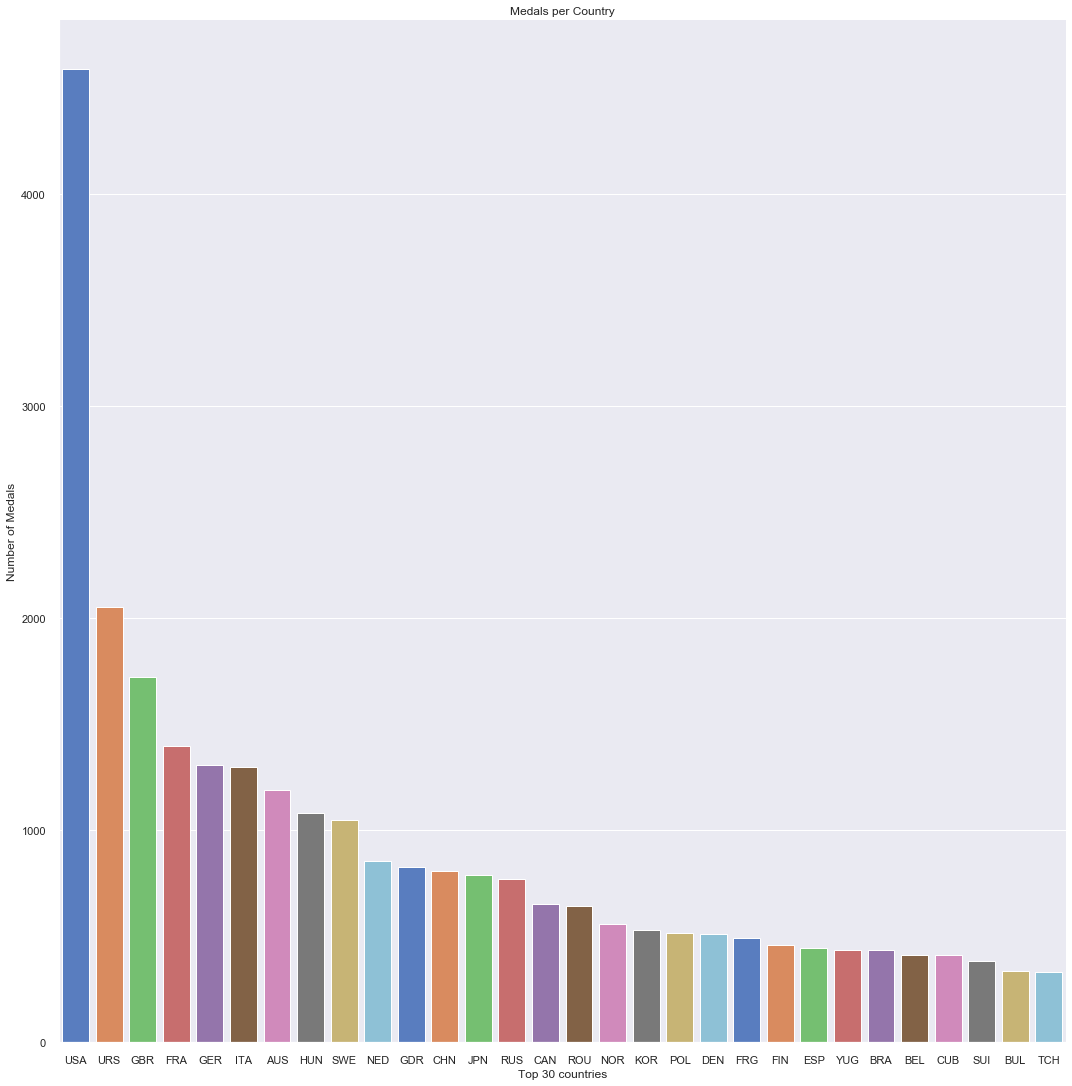 Medals per Country
Number of Medals
4000
3000
2000
1000
0
USA URS GBR FRA GER ITA AUS HUN SWE NED GDR CHN JPN RUS CAN ROU NOR KOR POL DEN FRG FIN ESP YUG BRA BEL CUB SUI BUL TCH
Top 30 countries